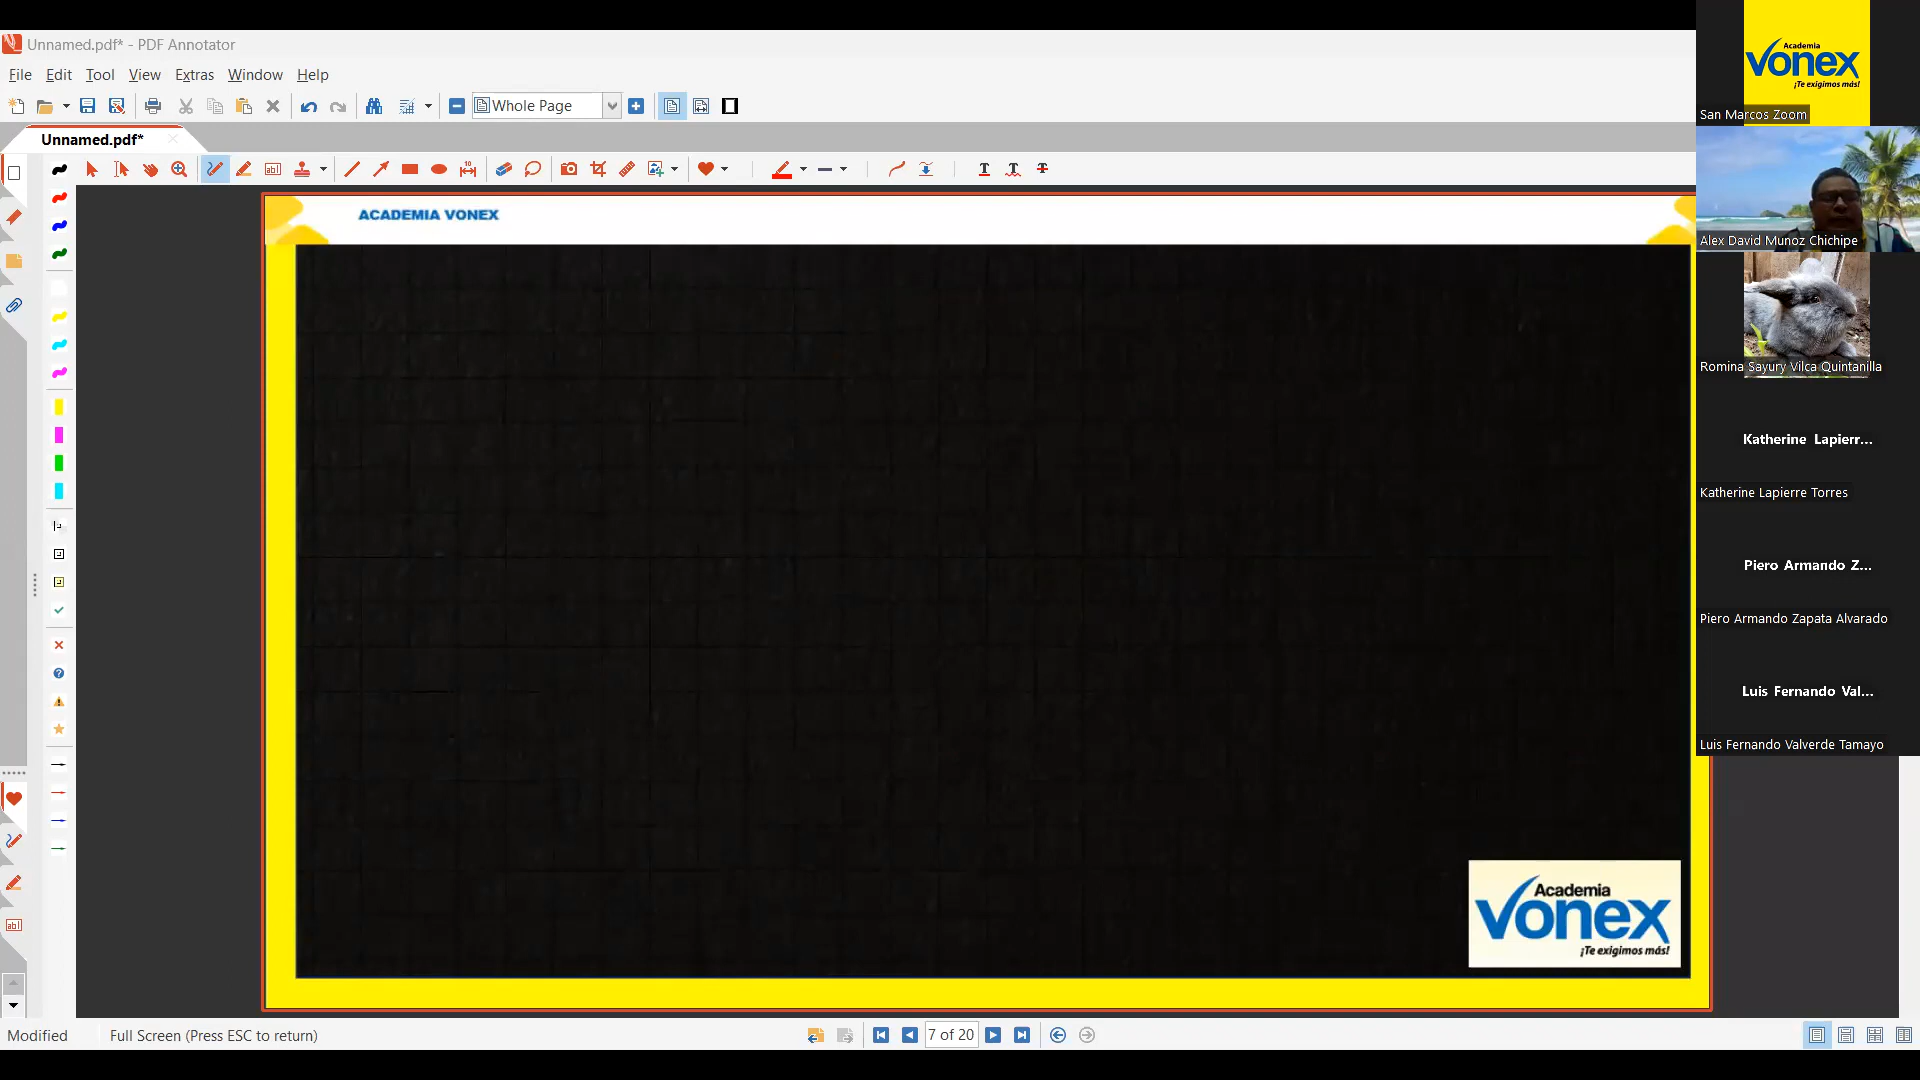 Unnamed.pdf* - PDF Annotator
File Edit Tool View Extras Window Help
Whole Page
Unnamed.pdf*
ACADEMIA VONEX
Academia
Vonex
¡Te exigimos más!
Modified
Full Screen (Press ESC to return)
7 of 20
Academia
Vonex
¡Te exigimos más!
San Marcos Zoom
Alex David Munoz Chichipe
Romina Sayury Vilca Quintanilla
Katherine Lapierr...
Katherine Lapierre Torres
Piero Armando Z...
Piero Armando Zapata Alvarado
Luis Fernando Val...
Luis Fernando Valverde Tamayo